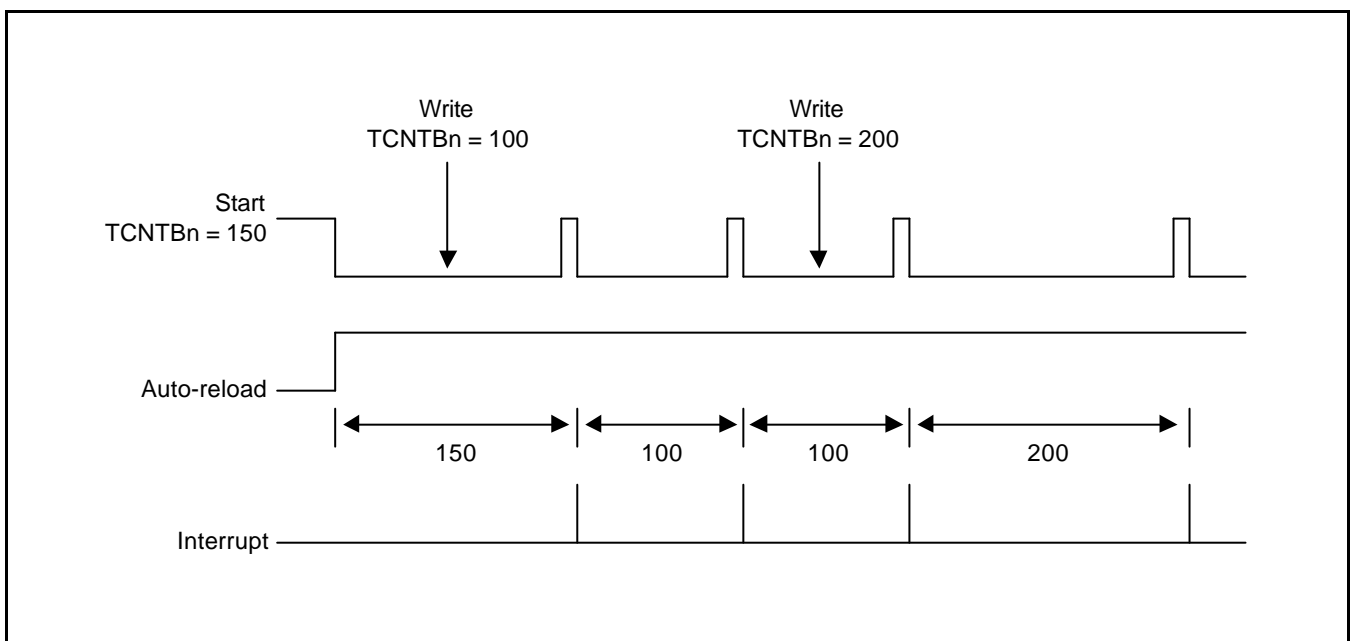 Write
TCNTBn = 100
Write
TCNTBn = 200
Start
TCNTBn = 150
Auto-reload
150
100
100
200
Interrupt